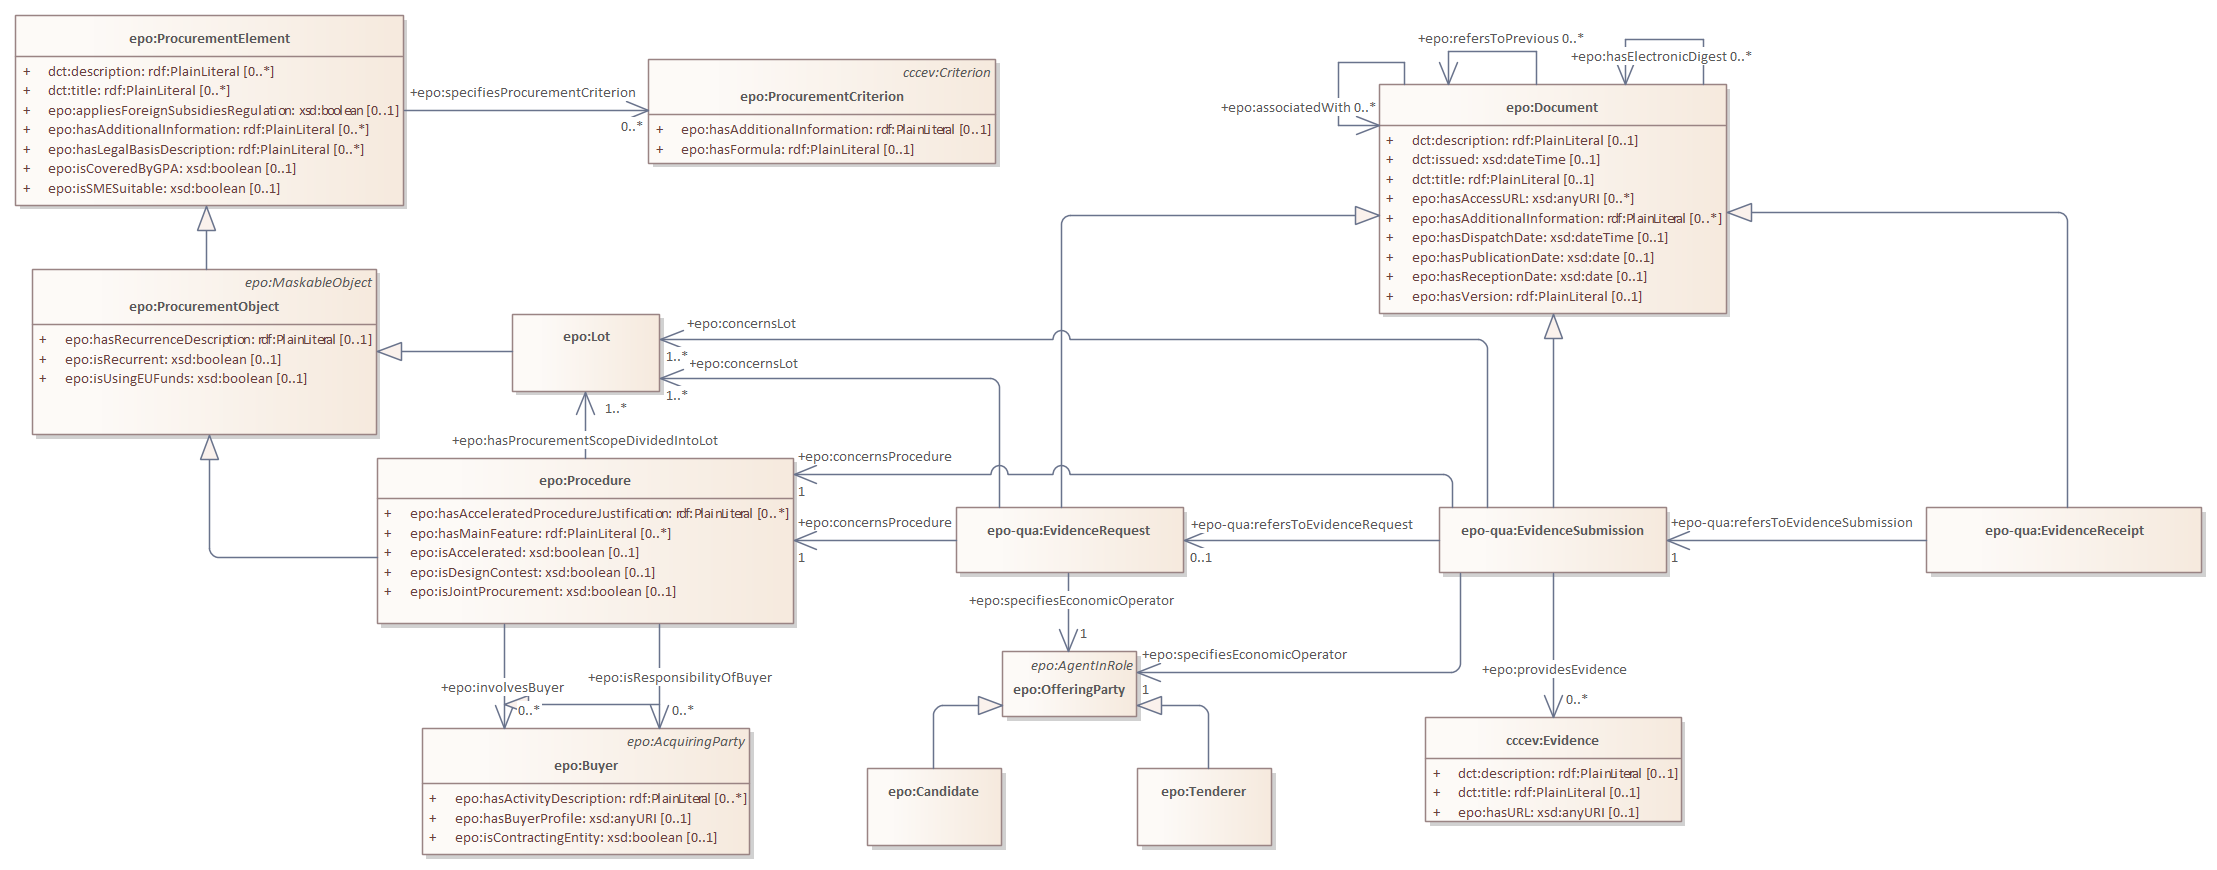 epo:ProcurementElement
+ dct:description: rdf:PlainLiteral [0..*]
+ dct:title: rdf:PlainLiteral [0..*]
+ epo:appliesForeignSubsidiesRegulation: xsd:boolean [0..1]
+ epo:hasAdditionalInformation: rdf:PlainLiteral [0..*]
+ epo:hasLegalBasisDescription: rdf:PlainLiteral [0..*]
+ epo:isCoveredByGPA: xsd:boolean [0..1]
+ epo:isSMESuitable: xsd:boolean [0..1]
+epo:specifiesProcurementCriterion
0..*
cccev:Criterion
epo:ProcurementCriterion
+ epo:hasAdditionalInformation: rdf:PlainLiteral [0..1]
+ epo:hasFormula: rdf:PlainLiteral [0..1]
+epo:refersToPrevious 0..*
+epo:hasElectronicDigest 0..*
+epo:associatedWith 0..*
epo:Document
+ dct:description: rdf:PlainLiteral [0..1]
+ dct:issued: xsd:dateTime [0..1]
+ dct:title: rdf:PlainLiteral [0..1]
+ epo:hasAccessURL: xsd:anyURI [0..*]
+ epo:hasAdditionalInformation: rdf:PlainLiteral [0..*]
+ epo:hasDispatchDate: xsd:dateTime [0..1]
+ epo:hasPublicationDate: xsd:date [0..1]
+ epo:hasReceptionDate: xsd:date [0..1]
+ epo:hasVersion: rdf:PlainLiteral [0..1]
epo:MaskableObject
epo:ProcurementObject
+ epo:hasRecurrenceDescription: rdf:PlainLiteral [0..1]
+ epo:isRecurrent: xsd:boolean [0..1]
+ epo:isUsingEUFunds: xsd:boolean [0..1]
epo:Lot
+epo:concernsLot
1..*
+epo:concernsLot
1..*
1..*
+epo:hasProcurementScopeDividedIntoLot
epo:Procedure
+ epo:hasAcceleratedProcedureJustification: rdf:PlainLiteral [0..*]
+ epo:hasMainFeature: rdf:PlainLiteral [0..*]
+ epo:isAccelerated: xsd:boolean [0..1]
+ epo:isDesignContest: xsd:boolean [0..1]
+ epo:isJointProcurement: xsd:boolean [0..1]
+epo:concernsProcedure
1
+epo:concernsProcedure
1
epo-qua:EvidenceRequest
+epo-qua:refersToEvidenceRequest
0..1
epo-qua:EvidenceSubmission
+epo-qua:refersToEvidenceSubmission
1
epo-qua:EvidenceReceipt
+epo:specifiesEconomicOperator
1
+epo:specifiesEconomicOperator
1
+epo:providesEvidence
0..*
+epo:involvesBuyer
0..*
+epo:isResponsibilityOfBuyer
0..*
epo:AgentInRole
epo:OfferingParty
epo:AcquiringParty
epo:Buyer
+ epo:hasActivityDescription: rdf:PlainLiteral [0..*]
+ epo:hasBuyerProfile: xsd:anyURI [0..1]
+ epo:isContractingEntity: xsd:boolean [0..1]
epo:Candidate
epo:Tenderer
cccev:Evidence
+ dct:description: rdf:PlainLiteral [0..1]
+ dct:title: rdf:PlainLiteral [0..1]
+ epo:hasURL: xsd:anyURI [0..1]